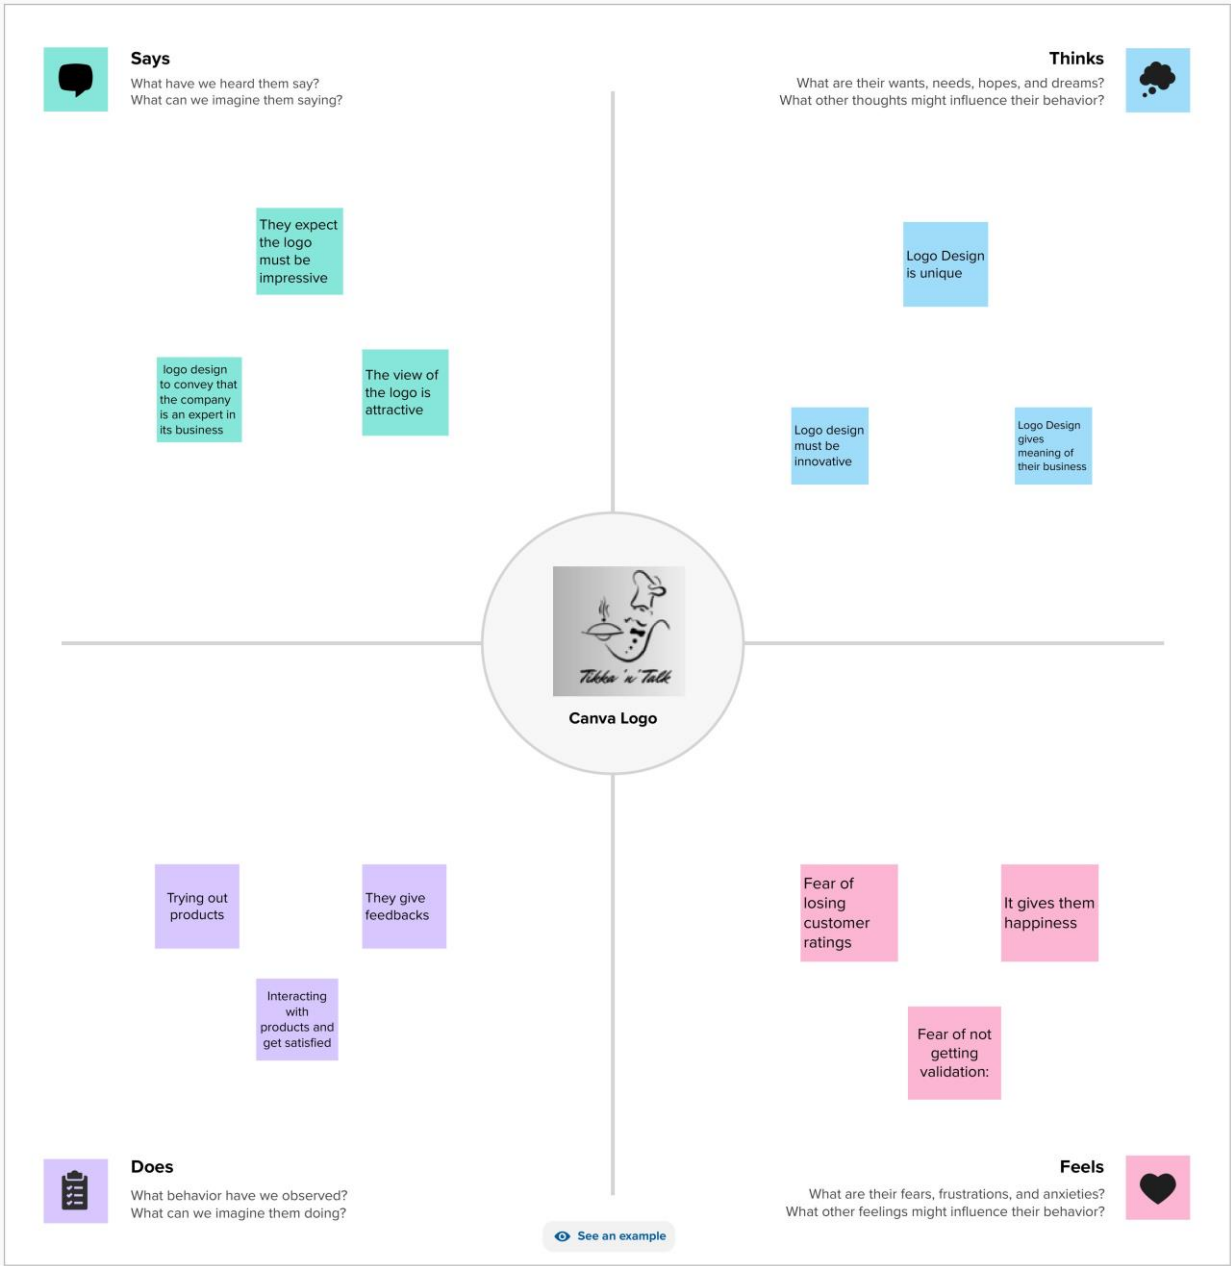 Says
What have we heard them say?
What can we imagine them saying?
Thinks
What are their wants, needs, hopes, and dreams?
What other thoughts might influence their behavior?
They expect
the logo
must be
impressive
logo design
to convey that
the company
is an expert in
its business
The view of
the logo is
attractive
Logo Design
is unique
Logo design
must be
innovative
Logo Design
gives
meaning of
their business
Tikka 'n' Talk
Canva Logo
Trying out
products
They give
feedbacks
Interacting
with
products and
get satisfied
Fear of
losing
customer
ratings
It gives them
happiness
Fear of not
getting
validation:
Does
What behavior have we observed?
What can we imagine them doing?
Feels
What are their fears, frustrations, and anxieties?
What other feelings might influence their behavior?
See an example